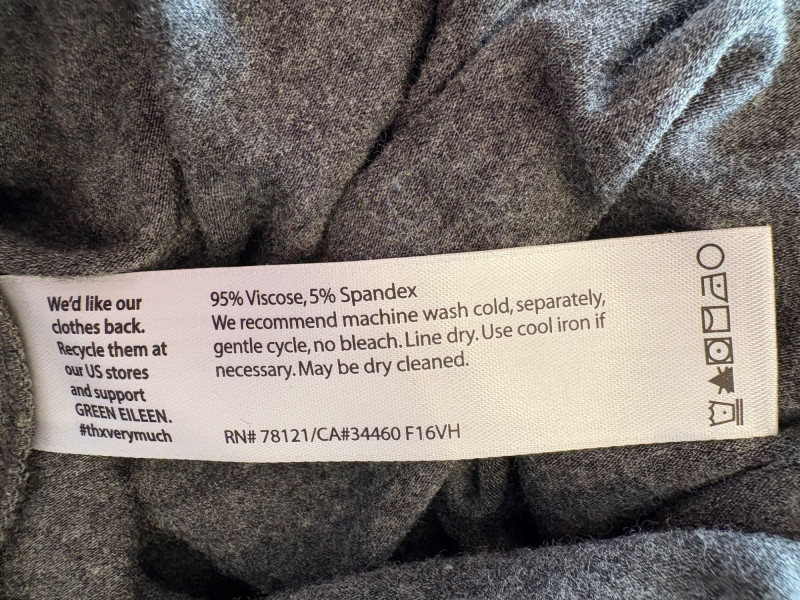 We'd like our
clothes back.
Recycle them at
our US stores
and support
GREEN EILEEN.
#thxverymuch
95% Viscose, 5% Spandex
We recommend machine wash cold, separately,
gentle cycle, no bleach. Line dry. Use cool iron if
necessary. May be dry cleaned.
RN# 78121/CA#34460 F16VH